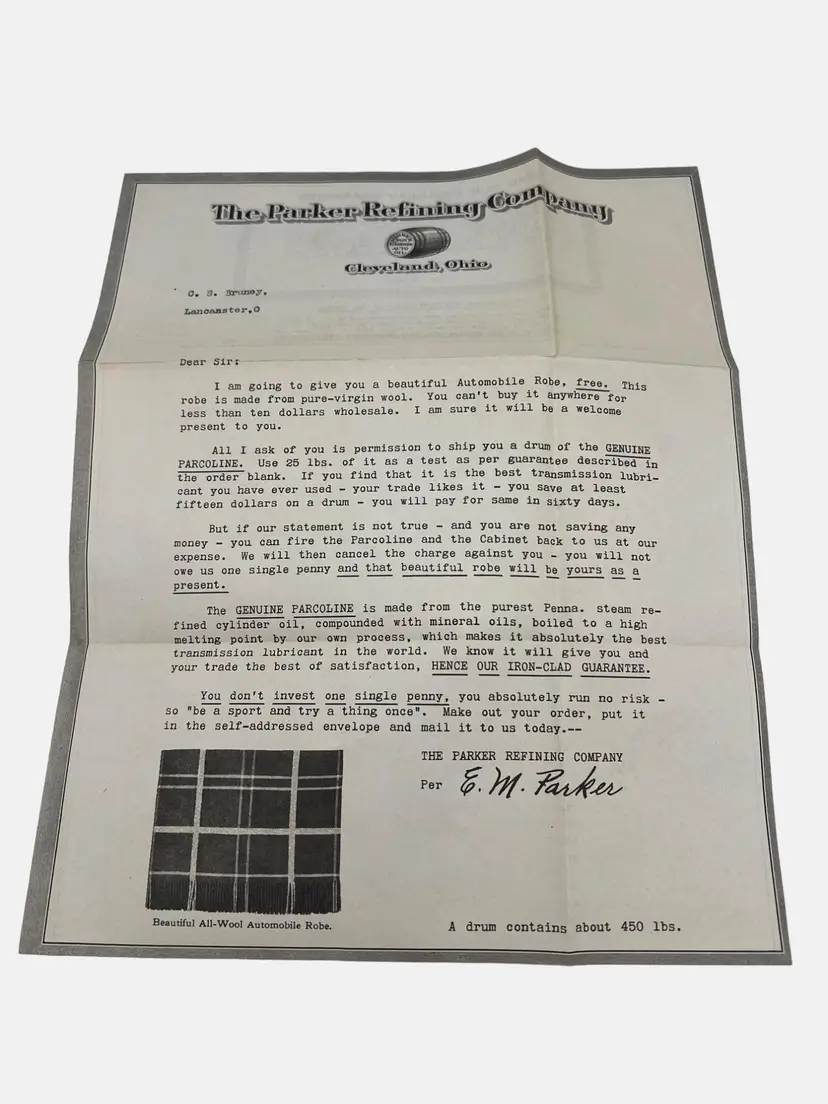 The Parker Refining Company
Cleveland, Ohio
C. S. Bruney,
Lancanster,O
Dear Sir:
I am going to give you a beautiful Automobile Robe, free. This
robe is made from pure-virgin wool. You can't buy it anywhere for
less than ten dollars wholesale. I am sure it will be a welcome
present to you.
All I ask of you is permission to ship you a drum of the GENUINE
PARCOLINE. Use 25 lbs. of it as a test as per guarantee described in
the order blank. If you find that it is the best transmission lubri-
cant you have ever used - your trade likes it - you save at least
fifteen dollars on a drum - you will pay for same in sixty days.
But if our statement is not true - and you are not saving any
money - you can fire the Parcoline and the Cabinet back to us at our
expense. We will then cancel the charge against you - you will not
owe us one single penny and that beautiful robe will be yours as a
present.
The GENUINE PARCOLINE is made from the purest Penna. steam re-
fined cylinder oil, compounded with mineral oils, boiled to a high
melting point by our own process, which makes it absolutely the best
transmission lubricant in the world. We know it will give you and
your trade the best of satisfaction, HENCE OUR IRON-CLAD GUARANTEE.
You don't invest one single penny, you absolutely run no risk -
so "be a sport and try a thing once". Make out your order, put it
in the self-addressed envelope and mail it to us today.--
THE PARKER REFINING COMPANY
Per E. M. Parker
Beautiful All-Wool Automobile Robe.
A drum contains about 450 lbs.